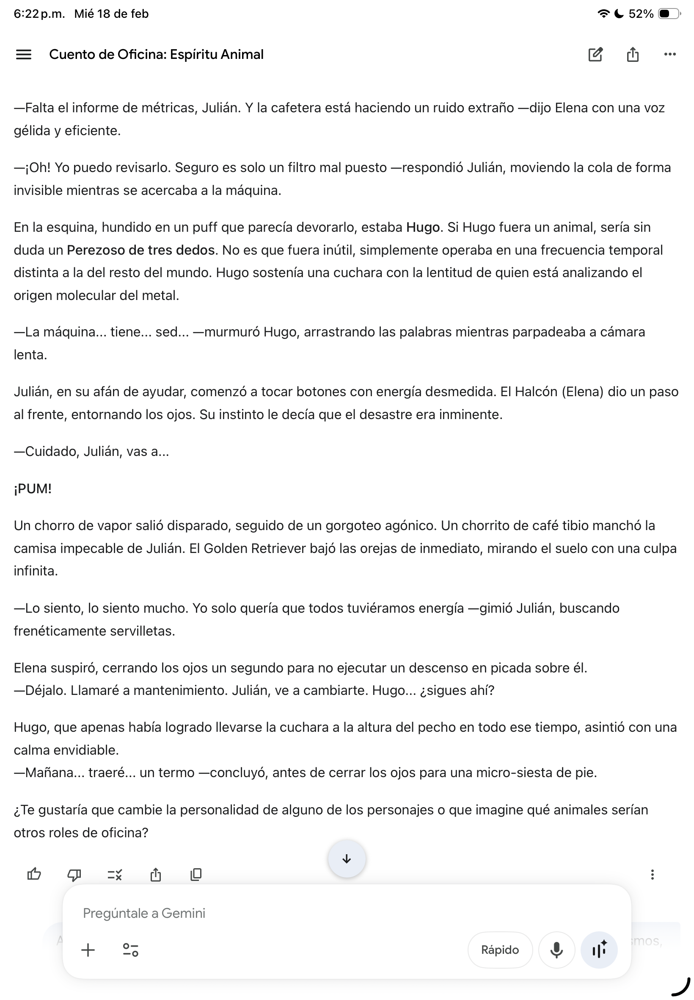 6:22 p.m. Mié 18 de feb
52%
Cuento de Oficina: Espíritu Animal
—Falta el informe de métricas, Julián. Y la cafetera está haciendo un ruido extraño —dijo Elena con una voz
gélida y eficiente.
—¡Oh! Yo puedo revisarlo. Seguro es solo un filtro mal puesto —respondió Julián, moviendo la cola de forma
invisible mientras se acercaba a la máquina.
En la esquina, hundido en un puff que parecía devorarlo, estaba Hugo. Si Hugo fuera un animal, sería sin
duda un Perezoso de tres dedos. No es que fuera inútil, simplemente operaba en una frecuencia temporal
distinta a la del resto del mundo. Hugo sostenía una cuchara con la lentitud de quien está analizando el
origen molecular del metal.
—La máquina... tiene... sed... —murmuró Hugo, arrastrando las palabras mientras parpadeaba a cámara
lenta.
Julián, en su afán de ayudar, comenzó a tocar botones con energía desmedida. El Halcón (Elena) dio un paso
al frente, entornando los ojos. Su instinto le decía que el desastre era inminente.
—Cuidado, Julián, vas a...
¡PUM!
Un chorro de vapor salió disparado, seguido de un gorgoteo agónico. Un chorrito de café tibio manchó la
camisa impecable de Julián. El Golden Retriever bajó las orejas de inmediato, mirando el suelo con una culpa
infinita.
—Lo siento, lo siento mucho. Yo solo quería que todos tuviéramos energía —gimió Julián, buscando
frenéticamente servilletas.
Elena suspiró, cerrando los ojos un segundo para no ejecutar un descenso en picada sobre él.
—Déjalo. Llamaré a mantenimiento. Julián, ve a cambiarte. Hugo... ¿sigues ahí?
Hugo, que apenas había logrado llevarse la cuchara a la altura del pecho en todo ese tiempo, asintió con una
calma envidiable.
—Mañana... traeré... un termo —concluyó, antes de cerrar los ojos para una micro-siesta de pie.
¿Te gustaría que cambie la personalidad de alguno de los personajes o que imagine qué animales serían
otros roles de oficina?
Pregúntale a Gemini
Rápido